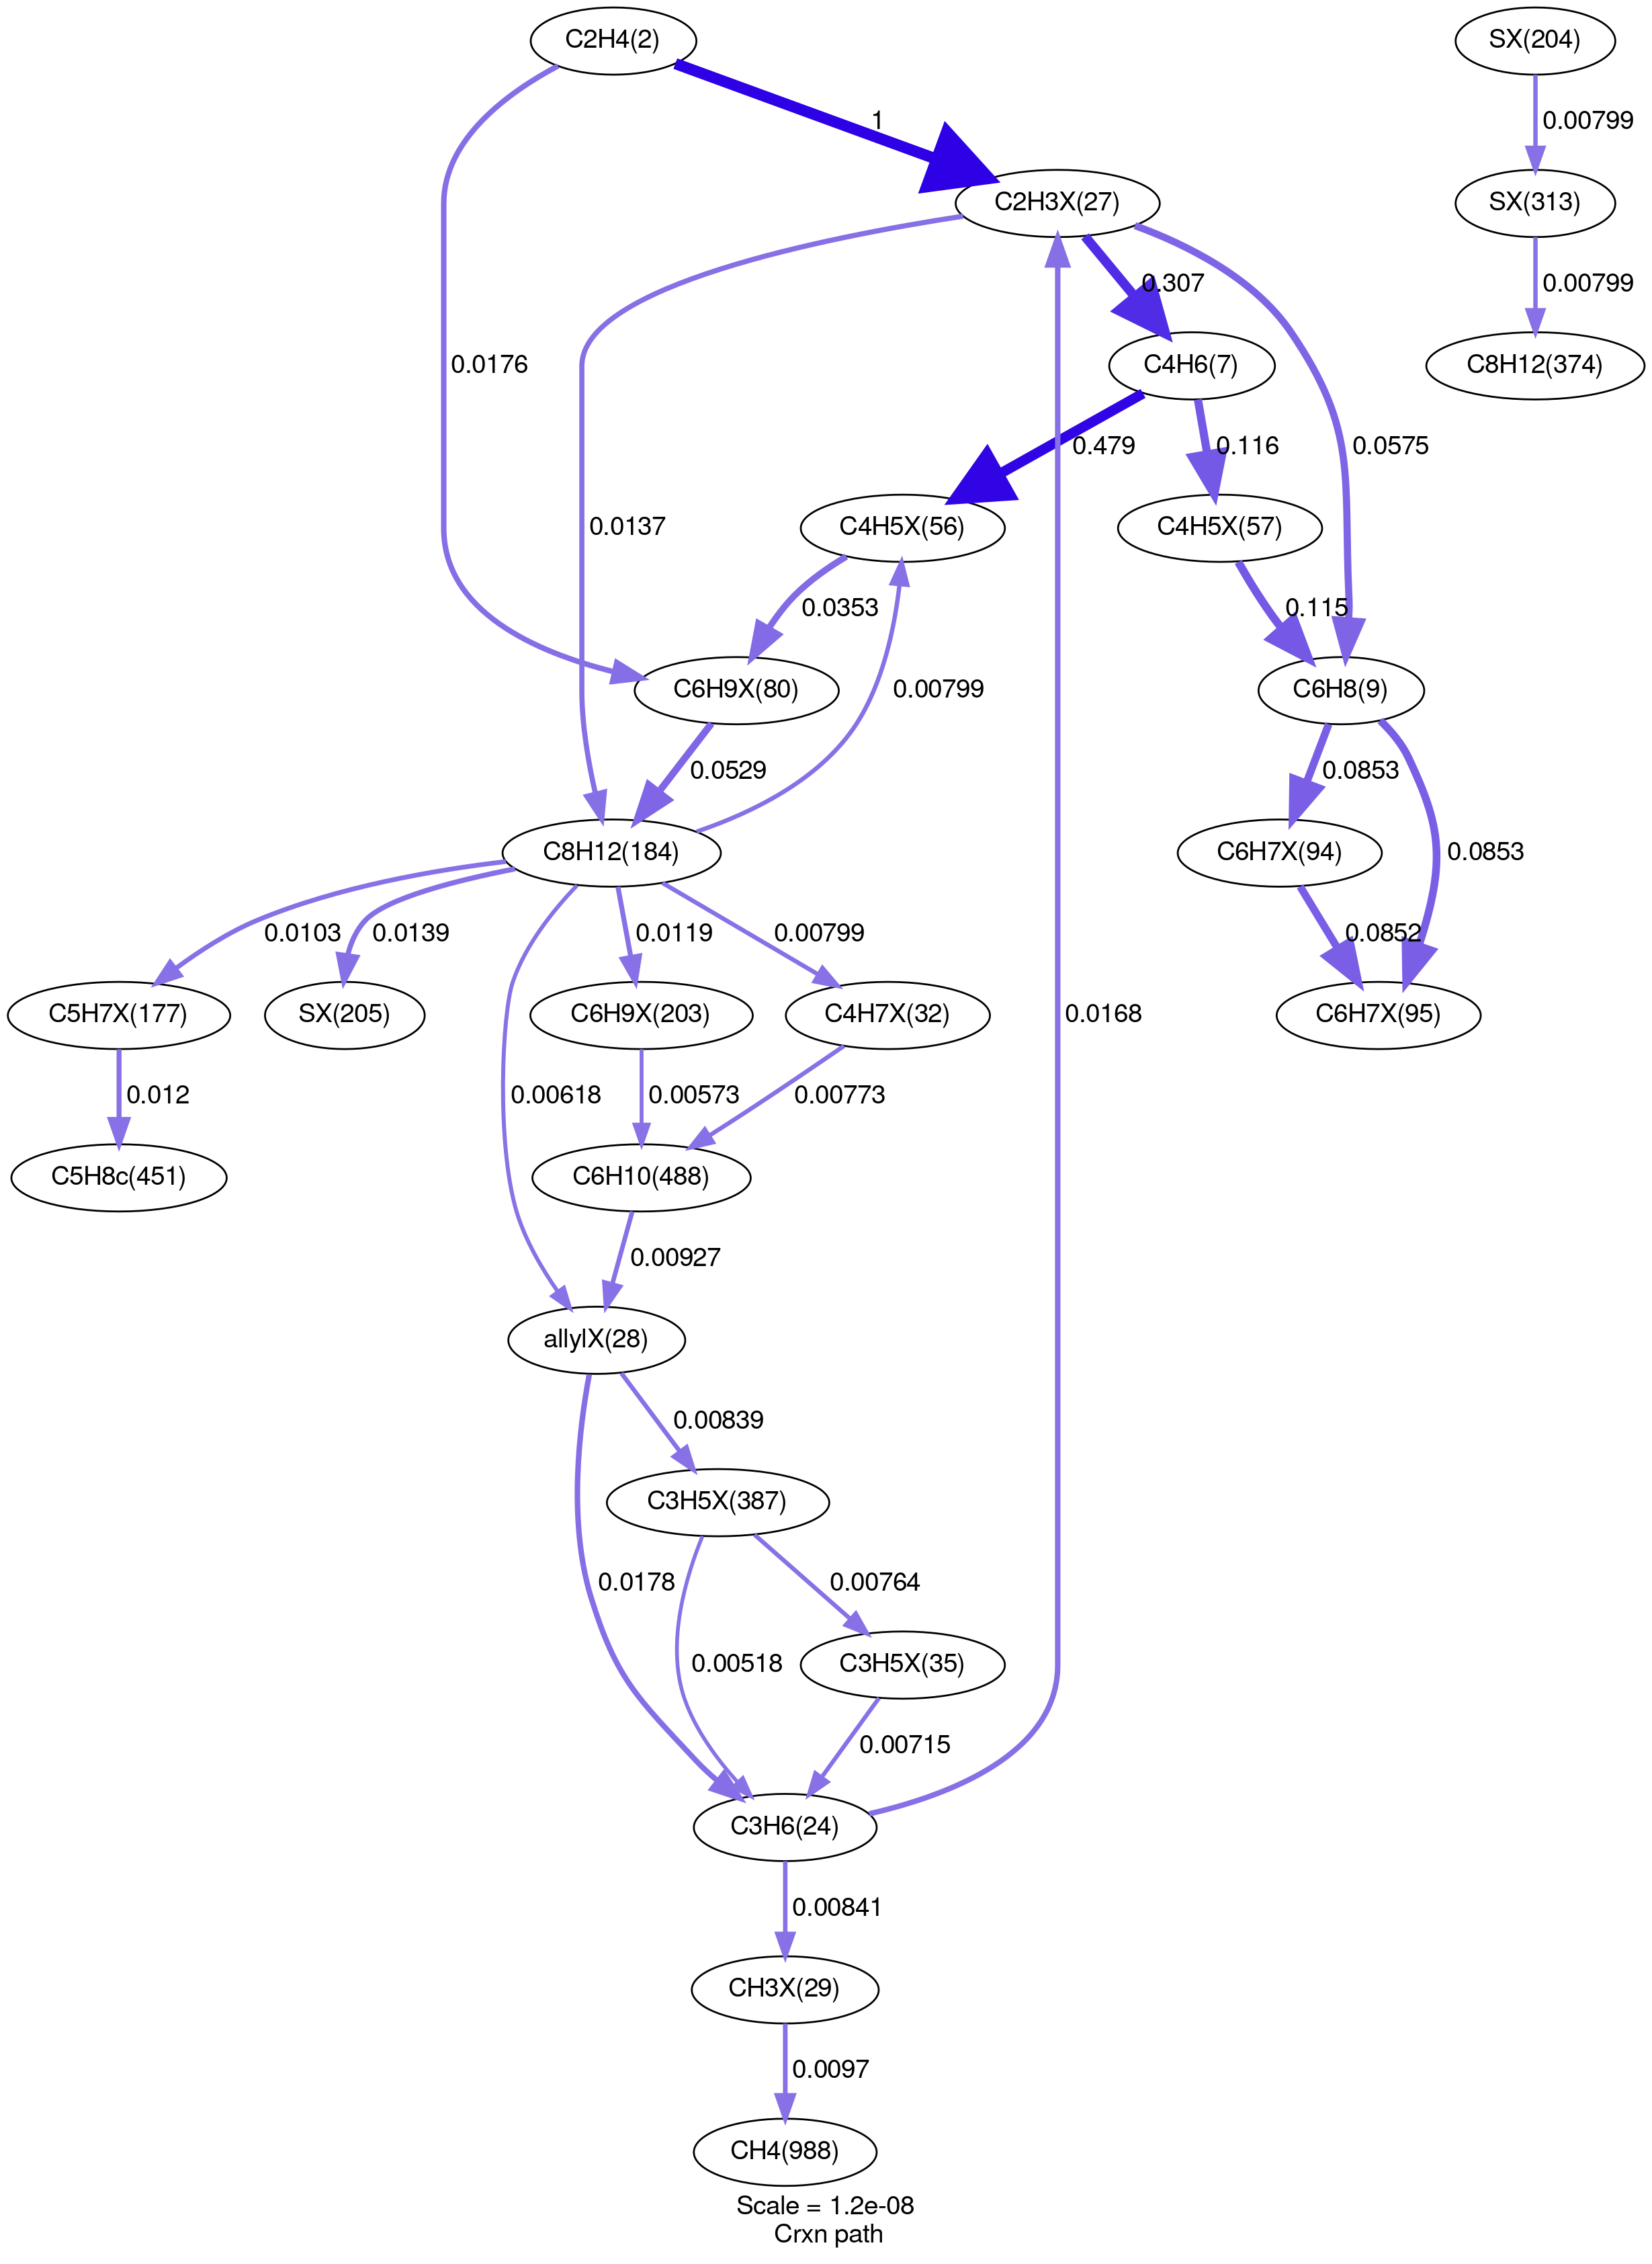 C2H4(2)
SX(204)
1
0.00799
C2H3X(27)
SX(313)
0.00799
0.307
0.0176
C4H6(7)
C8H12(374)
0.479
0.116
0.0575
0.0137
C4H5X(56)
C4H5X(57)
0.0353
0.115
C6H9X(80)
0.00799
C6H8(9)
0.0529
0.0853
C8H12(184)
C6H7X(94)
0.0853
0.0103
0.0139
0.0119
0.00799
0.0852
C5H7X(177)
SX(205)
C6H9X(203)
C4H7X(32)
0.0168
C6H7X(95)
0.012
0.00618
0.00573
0.00773
C5H8c(451)
C6H10(488)
0.00927
allylX(28)
0.00839
C3H5X(387)
0.0178
0.00764
0.00518
C3H5X(35)
0.00715
C3H6(24)
0.00841
CH3X(29)
0.0097
CH4(988)
Scale = 1.2e-08
Crxn path